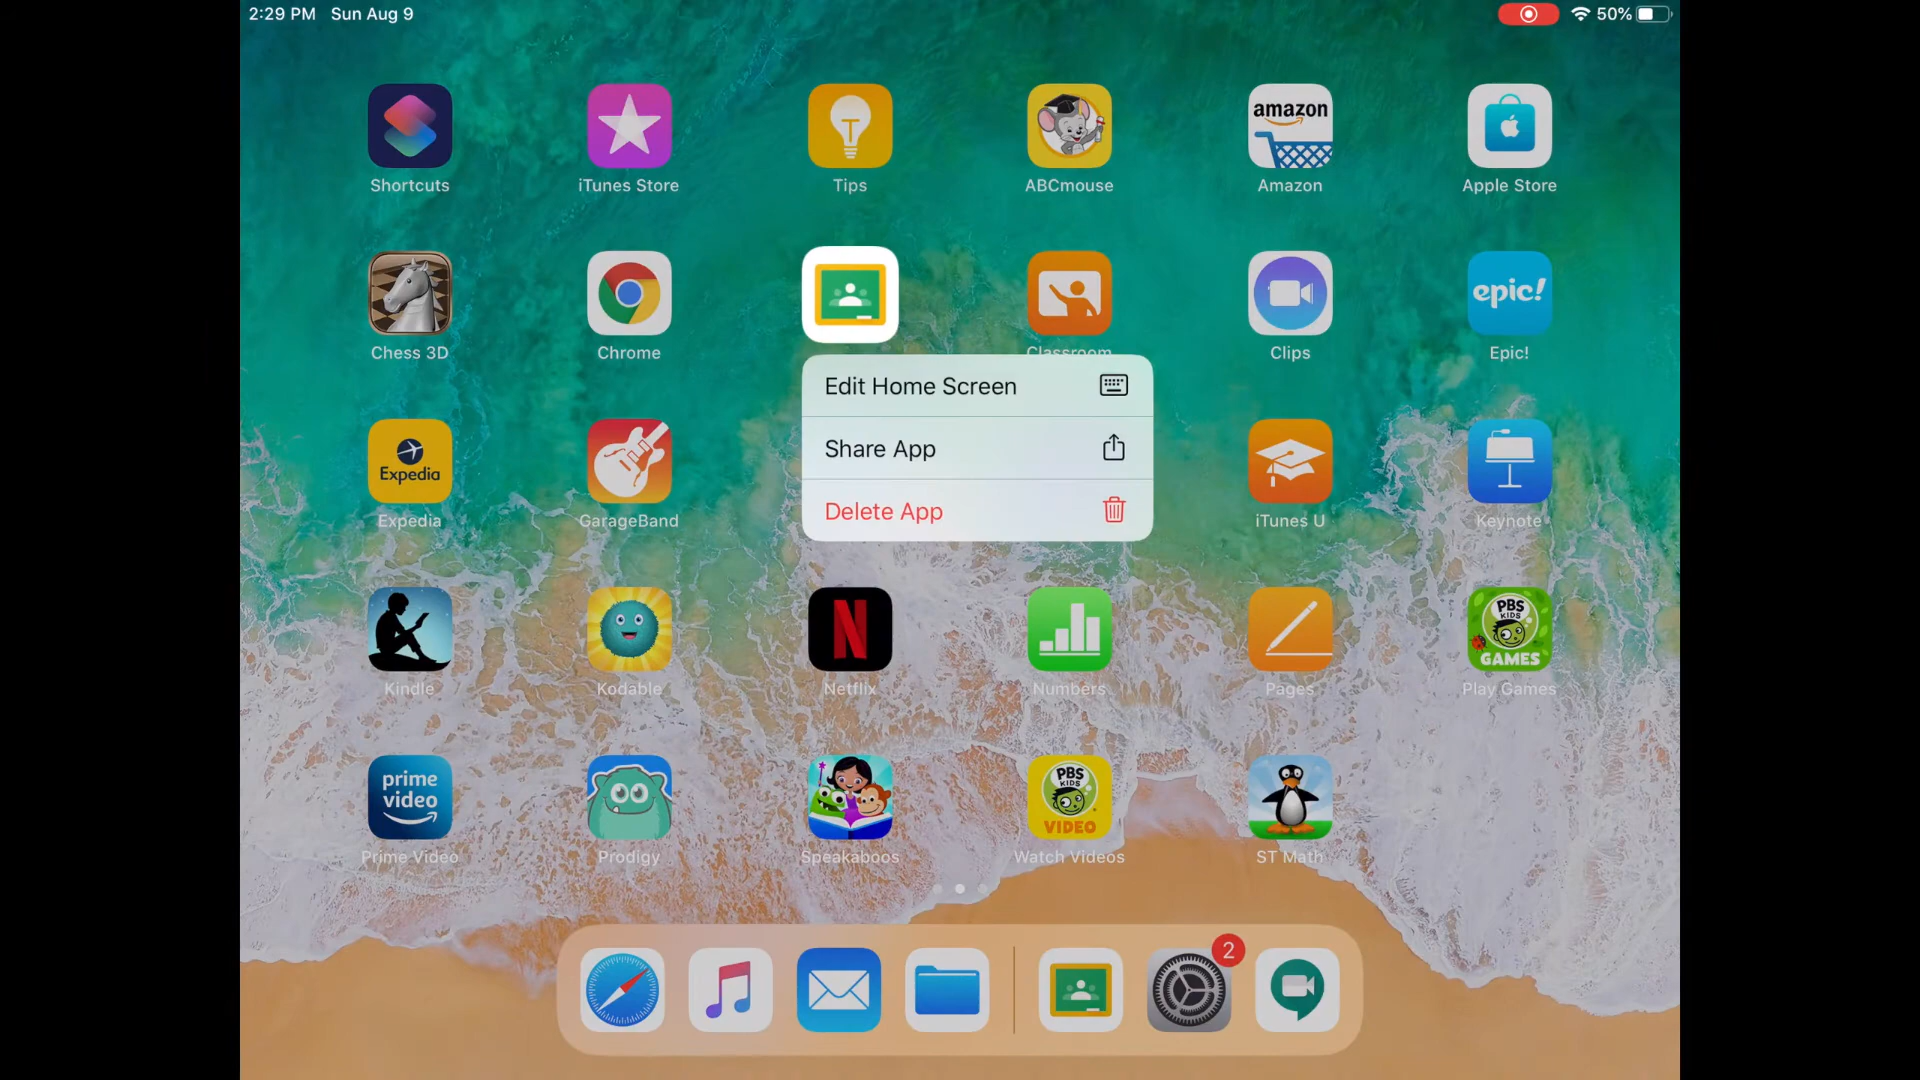 2:29 PM Sun Aug 9
50%
amazon
Shortcuts
iTunes Store
Tips
ABCmouse
Amazon
Apple Store
epic!
Chess 3D
Chrome
Classroom
Clips
Epic!
Edit Home Screen
Share App
Delete App
Expedia
Expedia
GarageBand
iTunes U
Keynote
N
PBS
KIDS
GAMES
Kindle
Kodable
Netflix
Numbers
Pages
Play Games
prime
video
PBS
KIDS
VIDEO
Prime Video
Prodigy
Speakaboos
Watch Videos
ST Math
2